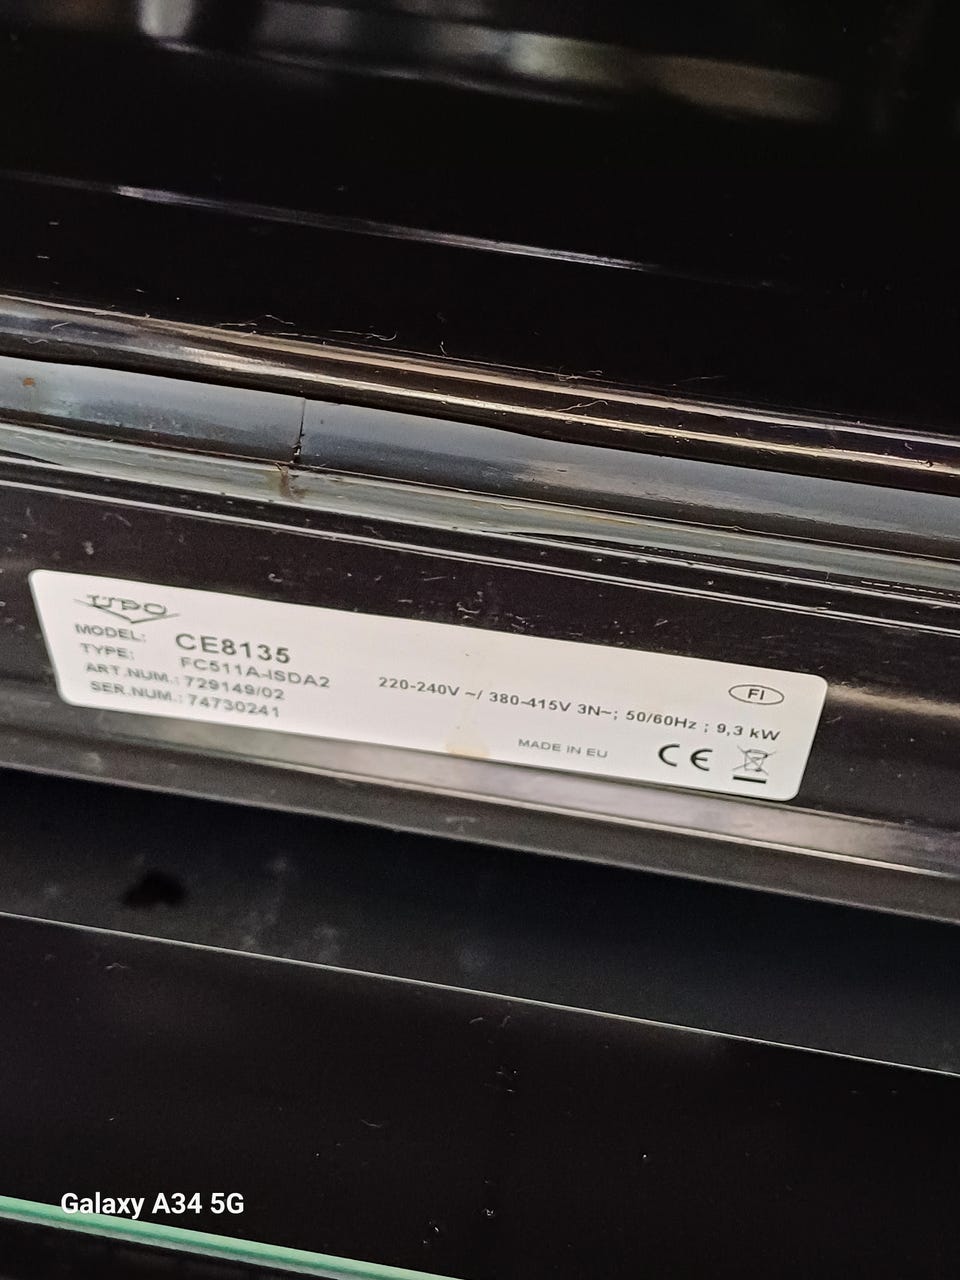 UPO
MODEL: CE8135
TYPE: FC511A-ISDA2
ART.NUM.: 729149/02
SER.NUM.: 74730241
220-240V ~/ 380-415V 3N~; 50/60Hz ; 9,3 kW
FI
MADE IN EU
CE
Galaxy A34 5G